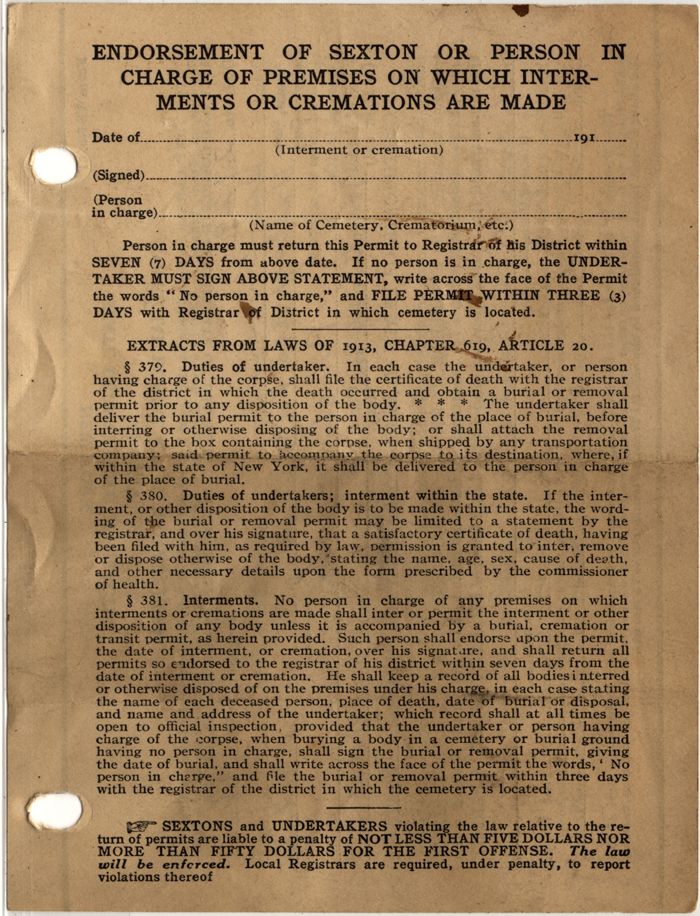 ENDORSEMENT OF SEXTON OR PERSON IN
CHARGE OF PREMISES ON WHICH INTER-
MENTS OR CREMATIONS ARE MADE
Date of 191
(Interment or cremation)
(Signed)
(Person
in charge)
(Name of Cemetery, Crematorium, etc.)
Person in charge must return this Permit to Registrar of his District within
SEVEN (7) DAYS from above date. If no person is in charge, the UNDER-
TAKER MUST SIGN ABOVE STATEMENT, write across the face of the Permit
the words "No person in charge," and FILE PERMIT WITHIN THREE (3)
DAYS with Registrar of District in which cemetery is located.
EXTRACTS FROM LAWS OF 1913, CHAPTER 619, ARTICLE 20.
§ 379. Duties of undertaker. In each case the undertaker, or person
having charge of the corpse, shall file the certificate of death with the registrar
of the district in which the death occurred and obtain a burial or removal
permit prior to any disposition of the body. * * * The undertaker shall
deliver the burial permit to the person in charge of the place of burial, before
interring or otherwise disposing of the body; or shall attach the removal
permit to the box containing the corpse, when shipped by any transportation
company; said permit to accompany the corpse to its destination, where, if
within the state of New York, it shall be delivered to the person in charge
of the place of burial.
§ 380. Duties of undertakers; interment within the state. If the inter-
ment, or other disposition of the body is to be made within the state, the word-
ing of the burial or removal permit may be limited to a statement by the
registrar, and over his signature, that a satisfactory certificate of death, having
been filed with him, as required by law, permission is granted to inter, remove
or dispose otherwise of the body, stating the name, age, sex, cause of death,
and other necessary details upon the form prescribed by the commissioner
of health.
§ 381. Interments. No person in charge of any premises on which
interments or cremations are made shall inter or permit the interment or other
disposition of any body unless it is accompanied by a burial, cremation or
transit permit, as herein provided. Such person shall endorse upon the permit,
the date of interment, or cremation, over his signature, and shall return all
permits so endorsed to the registrar of his district within seven days from the
date of interment or cremation. He shall keep a record of all bodies interred
or otherwise disposed of on the premises under his charge, in each case stating
the name of each deceased person, place of death, date of burial or disposal,
and name and address of the undertaker; which record shall at all times be
open to official inspection, provided that the undertaker or person having
charge of the corpse, when burying a body in a cemetery or burial ground
having no person in charge, shall sign the burial or removal permit, giving
the date of burial, and shall write across the face of the permit the words, ' No
person in charge," and file the burial or removal permit within three days
with the registrar of the district in which the cemetery is located.
☞ SEXTONS and UNDERTAKERS violating the law relative to the re-
turn of permits are liable to a penalty of NOT LESS THAN FIVE DOLLARS NOR
MORE THAN FIFTY DOLLARS FOR THE FIRST OFFENSE. The law
will be enforced. Local Registrars are required, under penalty, to report
violations thereof